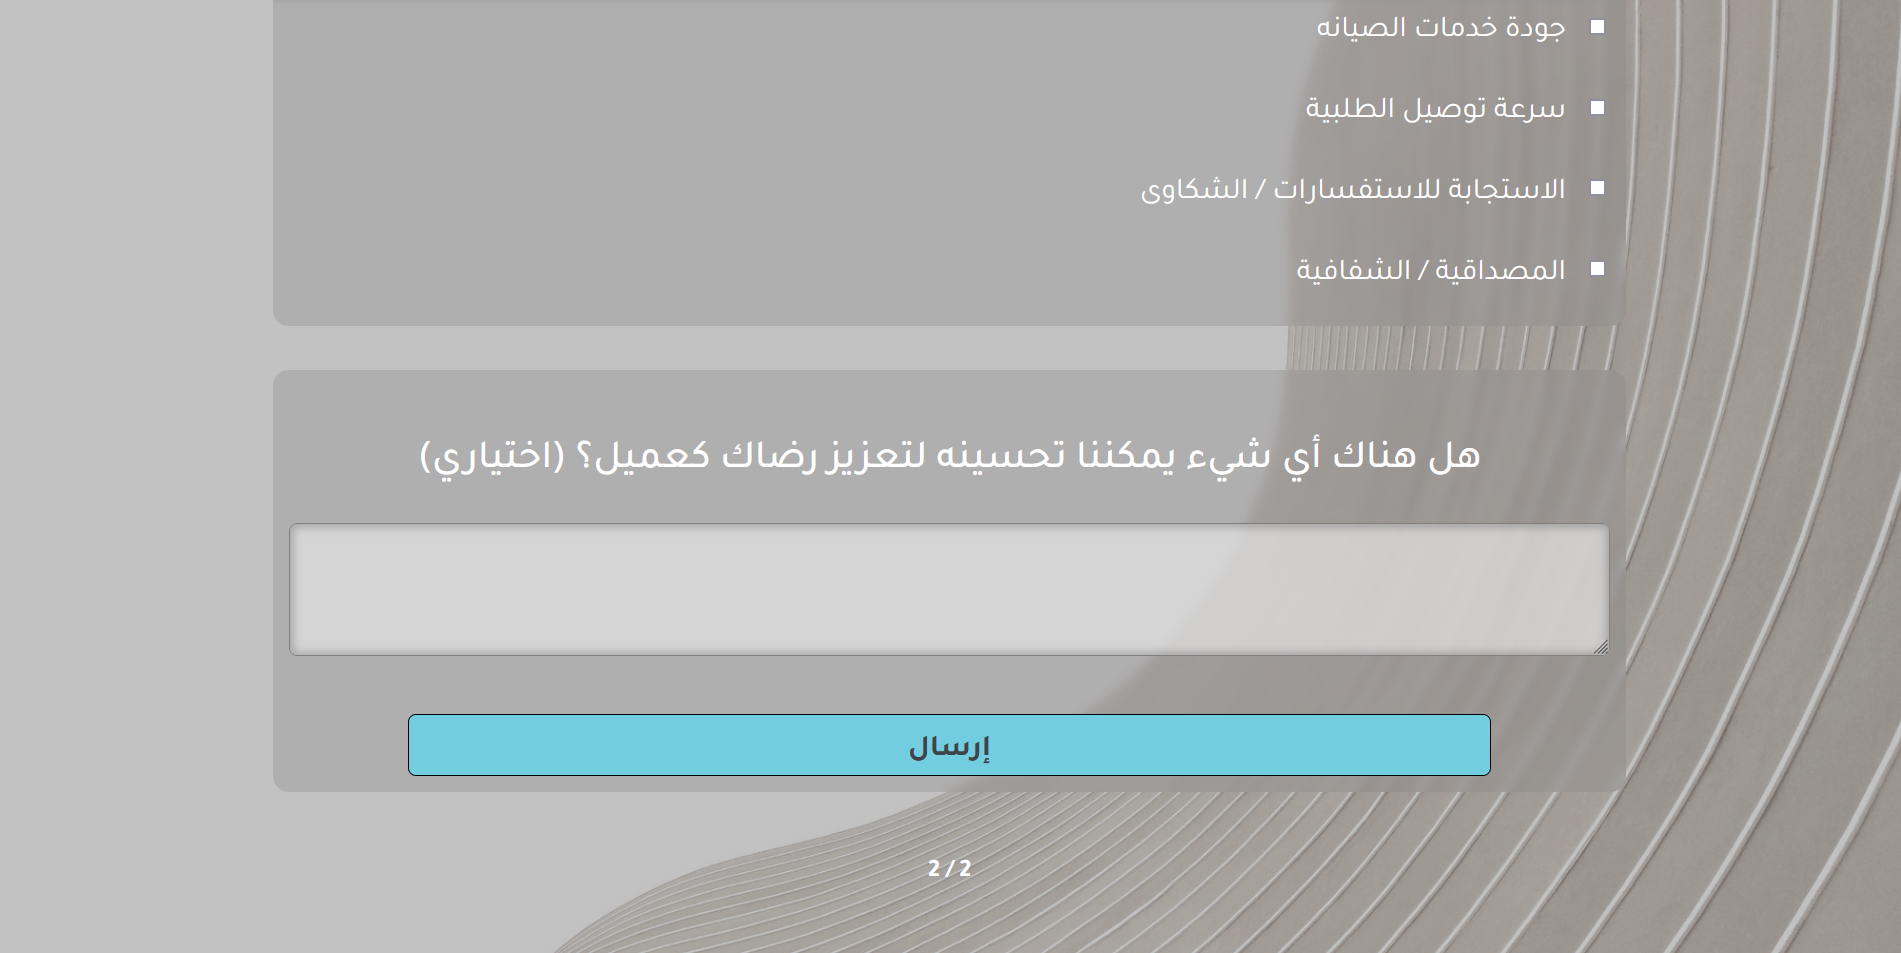 جودة خدمات الصيانه
سرعة توصيل الطلبية
الاستجابة للاستفسارات / الشكاوى
المصداقية / الشفافية
هل هناك أي شيء يمكننا تحسينه لتعزيز رضاك كعميل؟ (اختياري)
إرسال
2 / 2